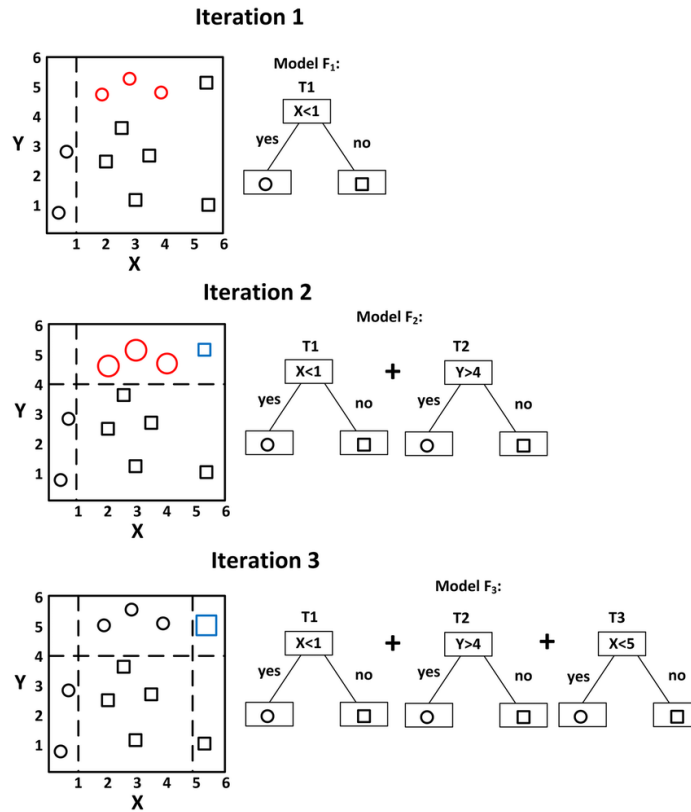 Iteration 1
Model F₁:
T1
X<1
yes no
6
5
4
3
2
1
Y
1 2 3 4 5 6
X
Iteration 2
Model F₂:
T1 + T2
X<1 Y>4
yes no yes no
6
5
4
3
2
1
Y
1 2 3 4 5 6
X
Iteration 3
Model F₃:
T1 + T2 + T3
X<1 Y>4 X<5
yes no yes no yes no
6
5
4
3
2
1
Y
1 2 3 4 5 6
X